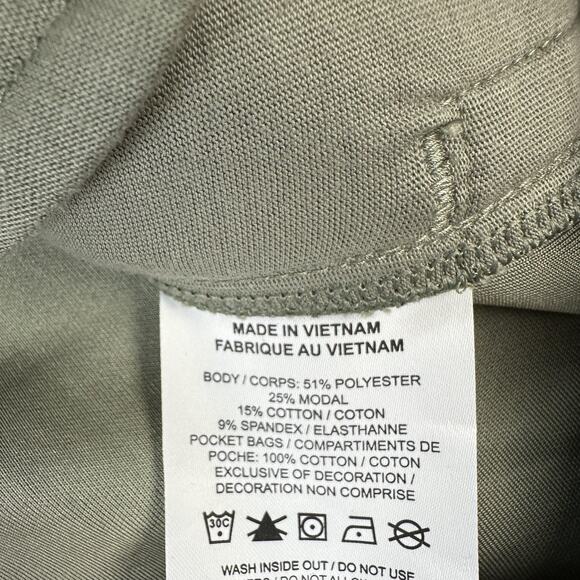 MADE IN VIETNAM
FABRIQUE AU VIETNAM
BODY / CORPS: 51% POLYESTER
25% MODAL
15% COTTON / COTON
9% SPANDEX / ELASTHANNE
POCKET BAGS / COMPARTIMENTS DE
POCHE: 100% COTTON / COTON
EXCLUSIVE OF DECORATION /
DECORATION NON COMPRISE
30C
WASH INSIDE OUT / DO NOT USE